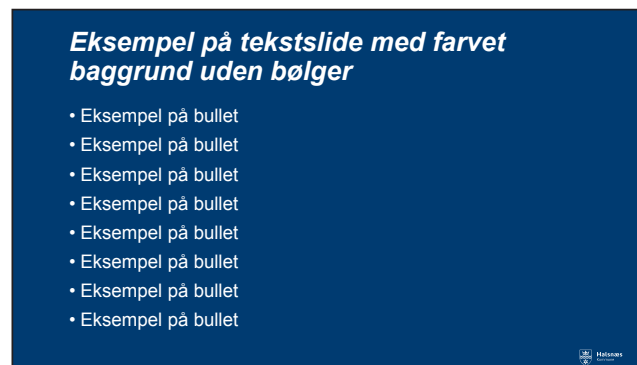 Eksempel på tekstslide med farvet
baggrund uden bølger
• Eksempel på bullet
• Eksempel på bullet
• Eksempel på bullet
• Eksempel på bullet
• Eksempel på bullet
• Eksempel på bullet
• Eksempel på bullet
• Eksempel på bullet
Halsnæs
Kommune